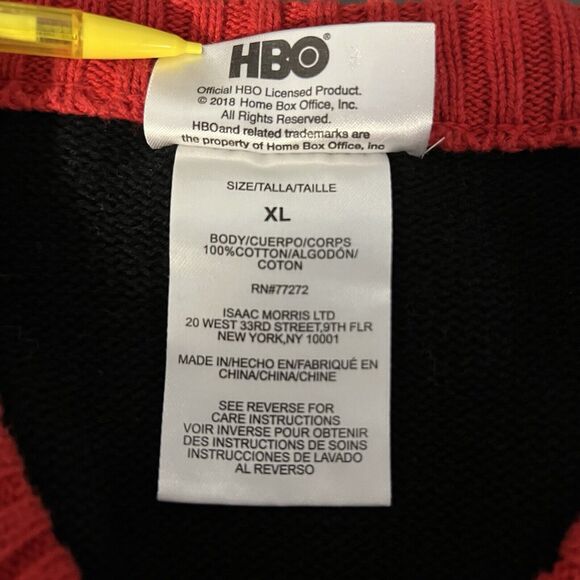 HBO
Official HBO Licensed Product.
© 2018 Home Box Office, Inc.
All Rights Reserved.
HBOand related trademarks are
the property of Home Box Office, inc
SIZE/TALLA/TAILLE
XL
BODY/CUERPO/CORPS
100%COTTON/ALGODÓN/
COTON
RN#77272
ISAAC MORRIS LTD
20 WEST 33RD STREET,9TH FLR
NEW YORK,NY 10001
MADE IN/HECHO EN/FABRIQUÉ EN
CHINA/CHINA/CHINE
SEE REVERSE FOR
CARE INSTRUCTIONS
VOIR INVERSE POUR OBTENIR
DES INSTRUCTIONS DE SOINS
INSTRUCCIONES DE LAVADO
AL REVERSO